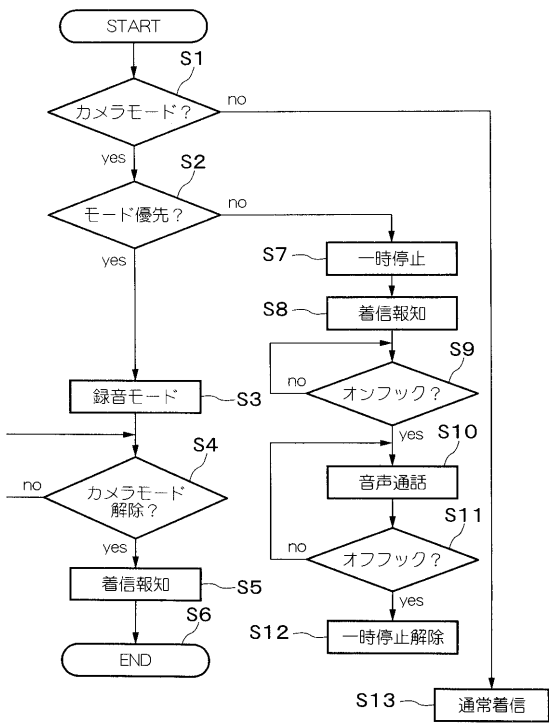 START
S1
カメラモード?
no
yes
S2
モード優先?
no
yes
S7
一時停止
S8
着信報知
S9
オンフック?
no
yes
録音モード
S3
S4
カメラモード
解除?
no
yes
S10
音声通話
S11
オフフック?
no
yes
着信報知
S5
S12
一時停止解除
S6
END
S13
通常着信